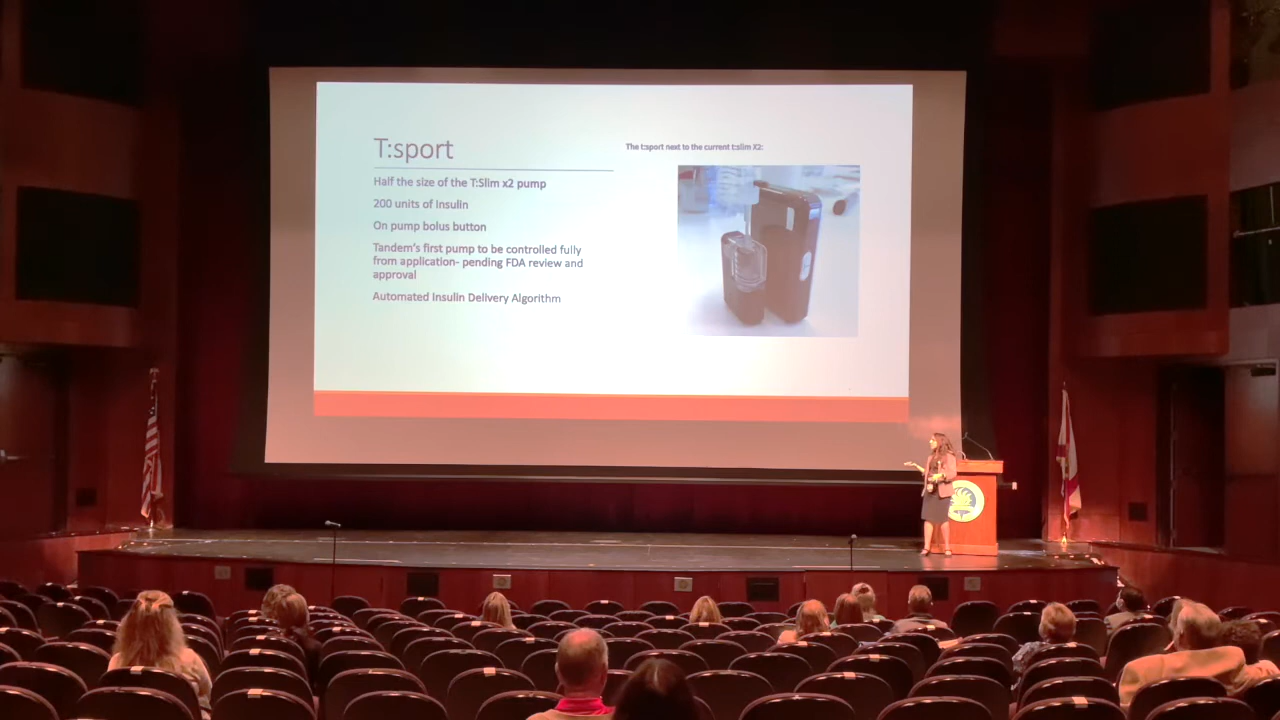 T:sport
Half the size of the T:Slim x2 pump
200 units of Insulin
On pump bolus button
Tandem's first pump to be controlled fully
from application- pending FDA review and
approval
Automated Insulin Delivery Algorithm
The t:sport next to the current t:slim X2: